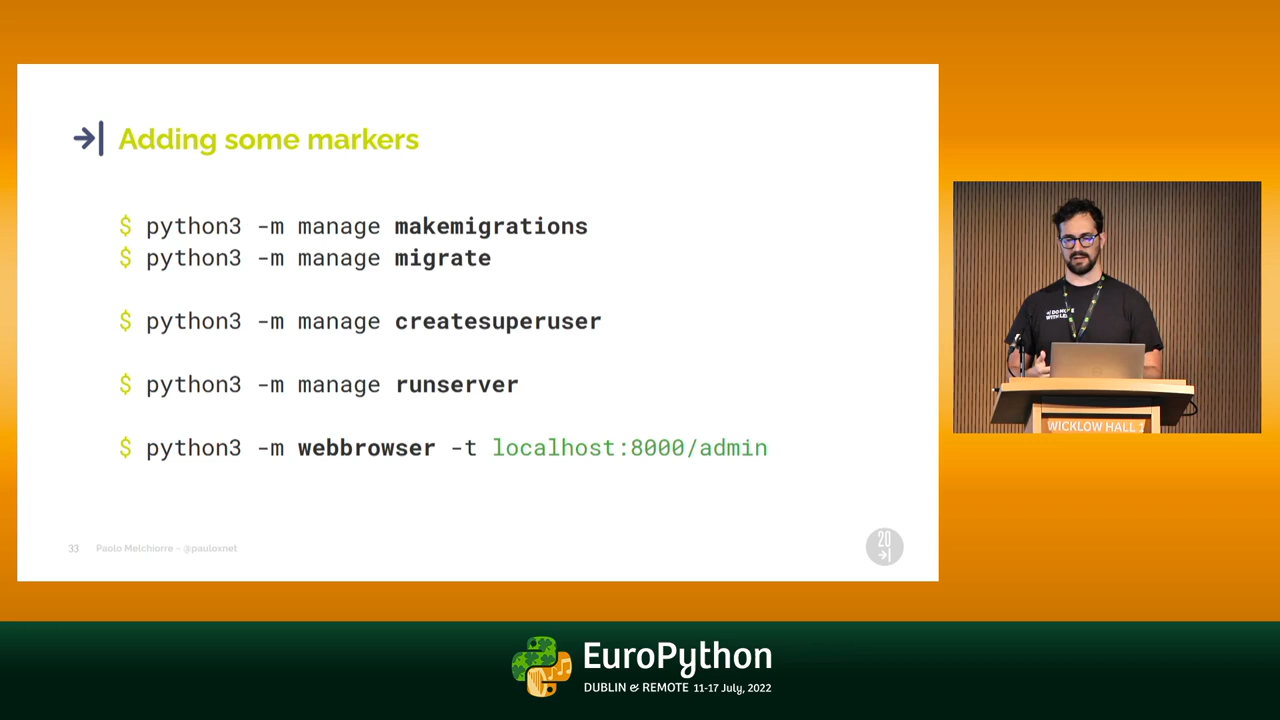 Adding some markers
$ python3 -m manage makemigrations
$ python3 -m manage migrate
$ python3 -m manage createsuperuser
$ python3 -m manage runserver
$ python3 -m webbrowser -t localhost:8000/admin
33 Paolo Melchiorre – @pauloxnet
20
WICKLOW HALL 1
EuroPython
DUBLIN & REMOTE 11-17 July, 2022